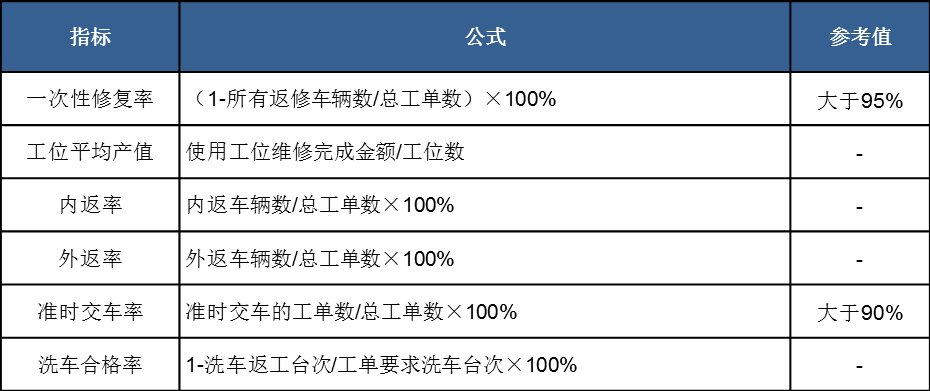 指标 公式 参考值
一次性修复率 （1-所有返修车辆数/总工单数）×100% 大于95%
工位平均产值 使用工位维修完成金额/工位数 -
内返率 内返车辆数/总工单数×100% -
外返率 外返车辆数/总工单数×100% -
准时交车率 准时交车的工单数/总工单数×100% 大于90%
洗车合格率 1-洗车返工台次/工单要求洗车台次×100% -